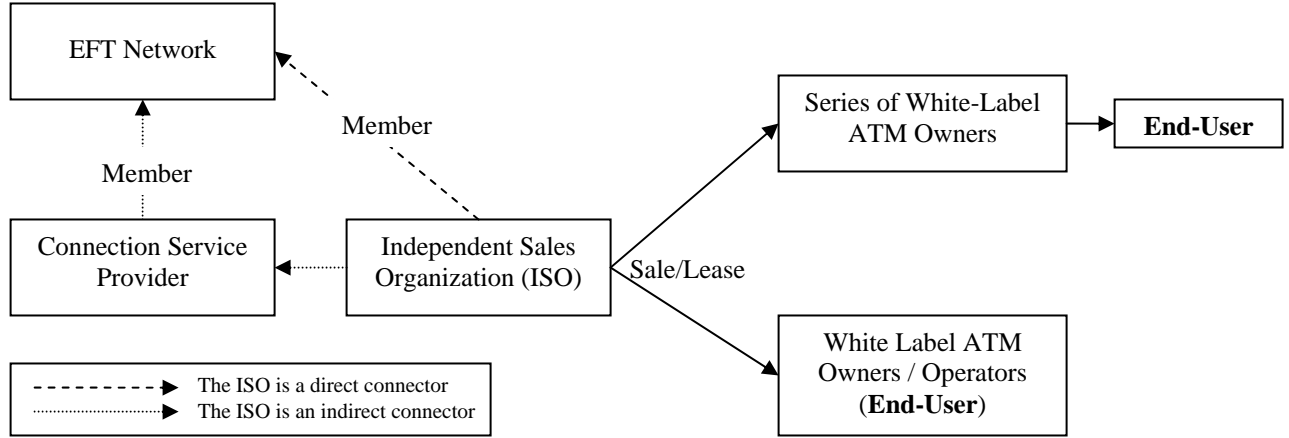 EFT Network
Member
Member
Connection Service
Provider
Independent Sales
Organization (ISO)
Sale/Lease
Series of White-Label
ATM Owners
End-User
White Label ATM
Owners / Operators
(End-User)
The ISO is a direct connector
The ISO is an indirect connector